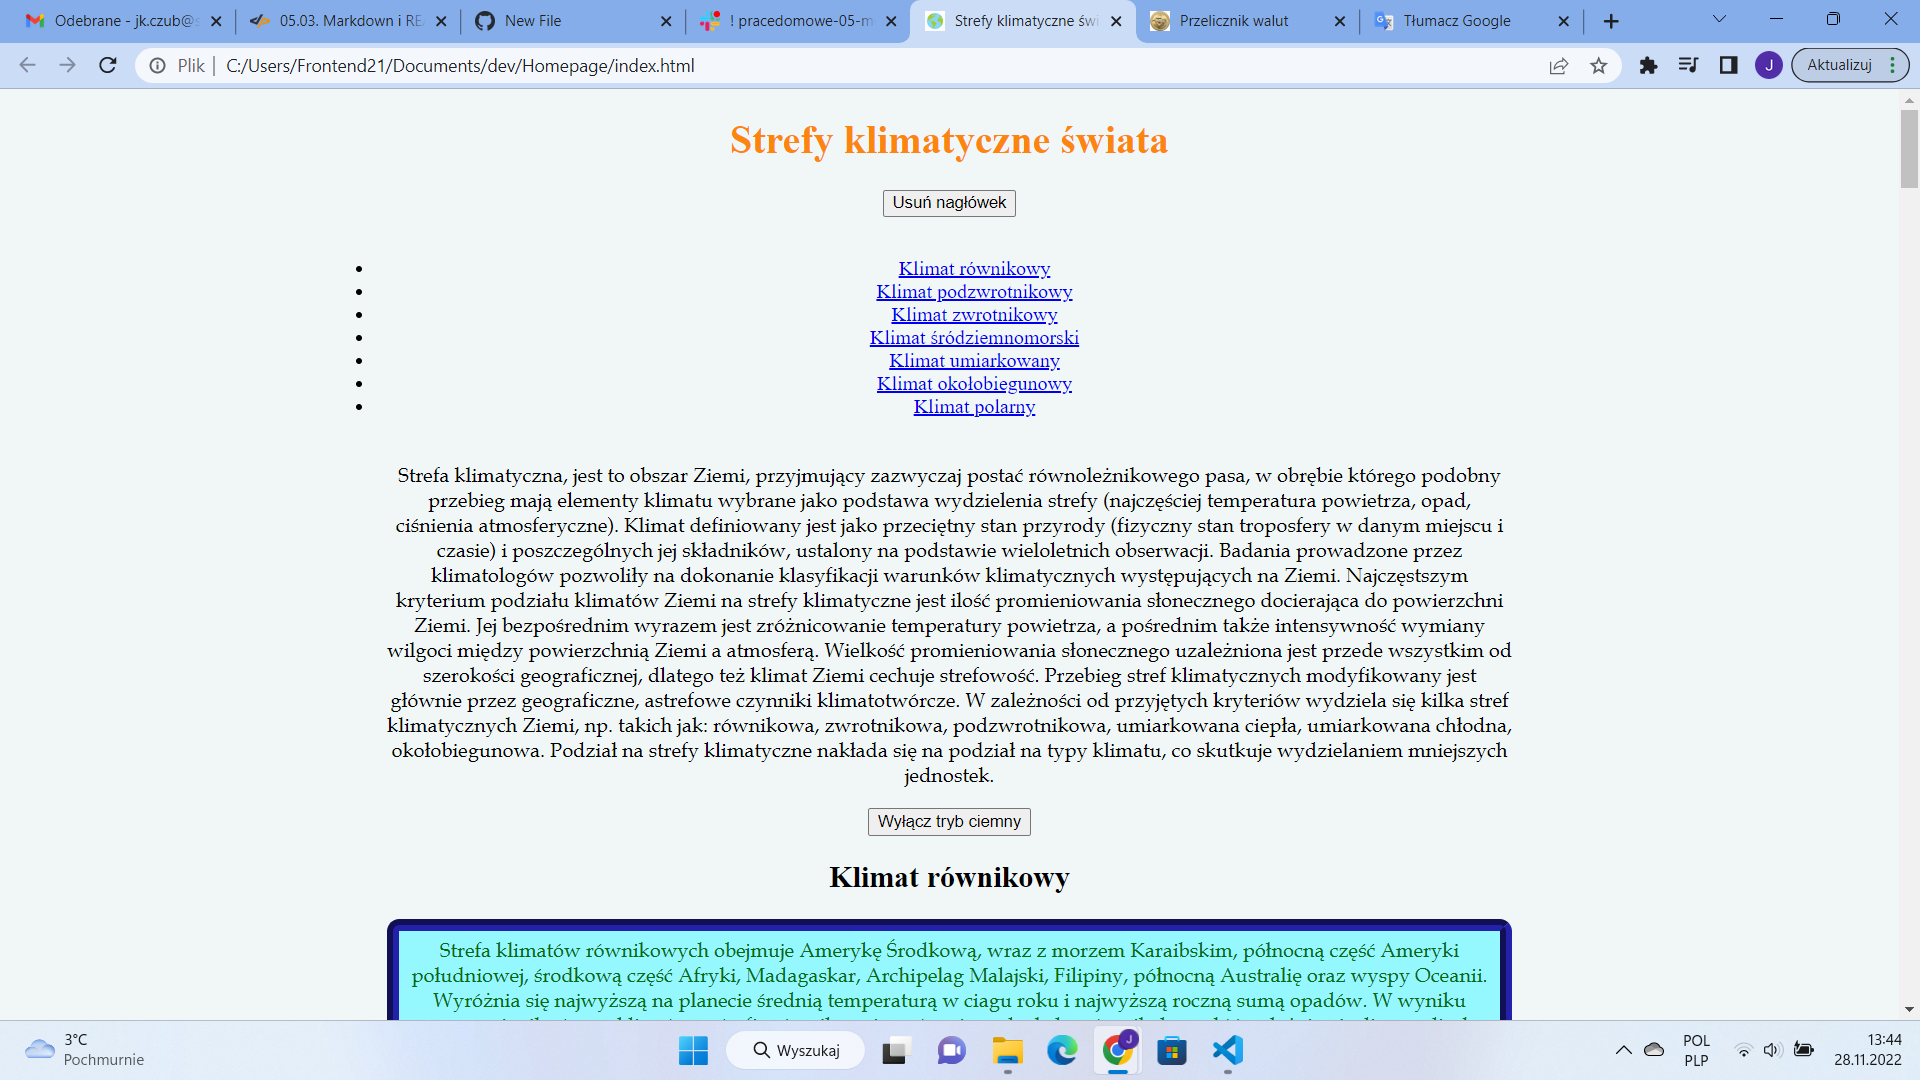 Odebrane - jk.czub@s
05.03. Markdown i REA
New File
! pracedomowe-05-m
Strefy klimatyczne świ
Przelicznik walut
Tłumacz Google
Plik
C:/Users/Frontend21/Documents/dev/Homepage/index.html
J
Aktualizuj
Strefy klimatyczne świata
Usuń nagłówek
Klimat równikowy
Klimat podzwrotnikowy
Klimat zwrotnikowy
Klimat śródziemnomorski
Klimat umiarkowany
Klimat okołobiegunowy
Klimat polarny
Strefa klimatyczna, jest to obszar Ziemi, przyjmujący zazwyczaj postać równoleżnikowego pasa, w obrębie którego podobny
przebieg mają elementy klimatu wybrane jako podstawa wydzielenia strefy (najczęściej temperatura powietrza, opad,
ciśnienia atmosferyczne). Klimat definiowany jest jako przeciętny stan przyrody (fizyczny stan troposfery w danym miejscu i
czasie) i poszczególnych jej składników, ustalony na podstawie wieloletnich obserwacji. Badania prowadzone przez
klimatologów pozwoliły na dokonanie klasyfikacji warunków klimatycznych występujących na Ziemi. Najczęstszym
kryterium podziału klimatów Ziemi na strefy klimatyczne jest ilość promieniowania słonecznego docierająca do powierzchni
Ziemi. Jej bezpośrednim wyrazem jest zróżnicowanie temperatury powietrza, a pośrednim także intensywność wymiany
wilgoci między powierzchnią Ziemi a atmosferą. Wielkość promieniowania słonecznego uzależniona jest przede wszystkim od
szerokości geograficznej, dlatego też klimat Ziemi cechuje strefowość. Przebieg stref klimatycznych modyfikowany jest
głównie przez geograficzne, astrefowe czynniki klimatotwórcze. W zależności od przyjętych kryteriów wydziela się kilka stref
klimatycznych Ziemi, np. takich jak: równikowa, zwrotnikowa, podzwrotnikowa, umiarkowana ciepła, umiarkowana chłodna,
okołobiegunowa. Podział na strefy klimatyczne nakłada się na podział na typy klimatu, co skutkuje wydzielaniem mniejszych
jednostek.
Wyłącz tryb ciemny
Klimat równikowy
Strefa klimatów równikowych obejmuje Amerykę Środkową, wraz z morzem Karaibskim, północną część Ameryki
południowej, środkową część Afryki, Madagaskar, Archipelag Malajski, Filipiny, północną Australię oraz wyspy Oceanii.
Wyróżnia się najwyższą na planecie średnią temperaturą w ciagu roku i najwyższą roczną sumą opadów. W wyniku
3°C
Pochmurnie
Wyszukaj
J
POL
PLP
13:44
28.11.2022